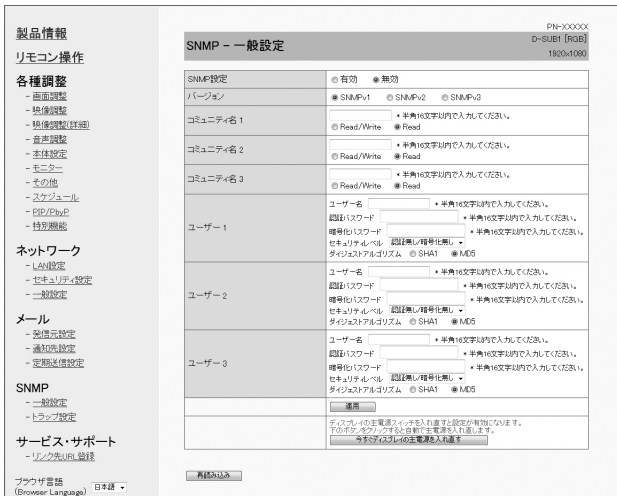 製品情報
リモコン操作
各種調整
- 画面調整
- 映像調整
- 映像調整(詳細)
- 音声調整
- 本体設定
- モニター
- その他
- スケジュール
- PIP/PbyP
- 特別機能
ネットワーク
- LAN設定
- セキュリティ設定
- 一般設定
メール
- 発信元設定
- 通知先設定
- 定期送信設定
SNMP
- 一般設定
- トラップ設定
サービス・サポート
- リンク先URL登録
ブラウザ言語
(Browser Language) 日本語
PN-XXXXX
SNMP - 一般設定
D-SUB1 [RGB]
1920x1080
SNMP設定 有効 無効
バージョン SNMPv1 SNMPv2 SNMPv3
コミュニティ名 1
* 半角16文字以内で入力してください。
Read/Write Read
コミュニティ名 2
* 半角16文字以内で入力してください。
Read/Write Read
コミュニティ名 3
* 半角16文字以内で入力してください。
Read/Write Read
ユーザー 1
ユーザー名 * 半角16文字以内で入力してください。
認証パスワード * 半角16文字以内で入力してください。
暗号化パスワード * 半角16文字以内で入力してください。
セキュリティレベル 認証無し/暗号化無し
ダイジェストアルゴリズム SHA1 MD5
ユーザー 2
ユーザー名 * 半角16文字以内で入力してください。
認証パスワード * 半角16文字以内で入力してください。
暗号化パスワード * 半角16文字以内で入力してください。
セキュリティレベル 認証無し/暗号化無し
ダイジェストアルゴリズム SHA1 MD5
ユーザー 3
ユーザー名 * 半角16文字以内で入力してください。
認証パスワード * 半角16文字以内で入力してください。
暗号化パスワード * 半角16文字以内で入力してください。
セキュリティレベル 認証無し/暗号化無し
ダイジェストアルゴリズム SHA1 MD5
適用
ディスプレイの主電源スイッチを入れ直すと設定が有効になります。
下のボタンをクリックすると自動で主電源を入れ直します。
今すぐディスプレイの主電源を入れ直す
再読み込み